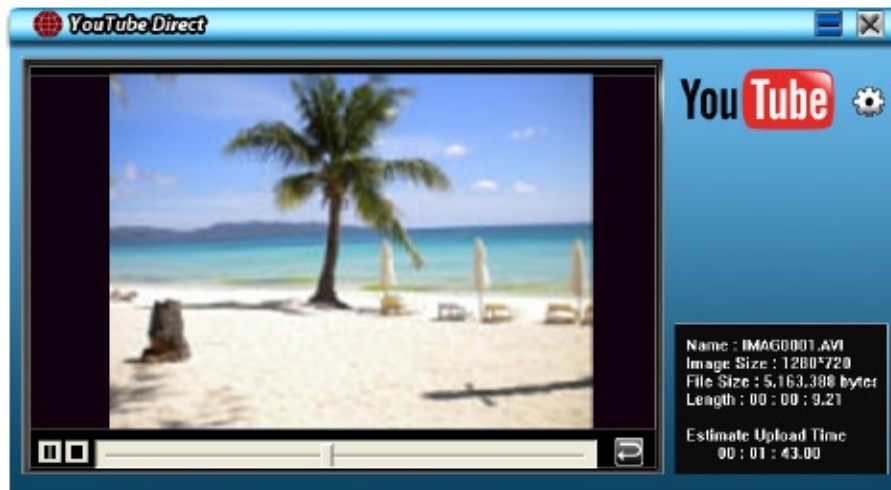 YouTube Direct
YouTube
Name : IMAG0001.AVI
Image Size : 1280*720
File Size : 5,163,388 bytes
Length : 00 : 00 : 9.21
Estimate Upload Time
00 : 01 : 43.00